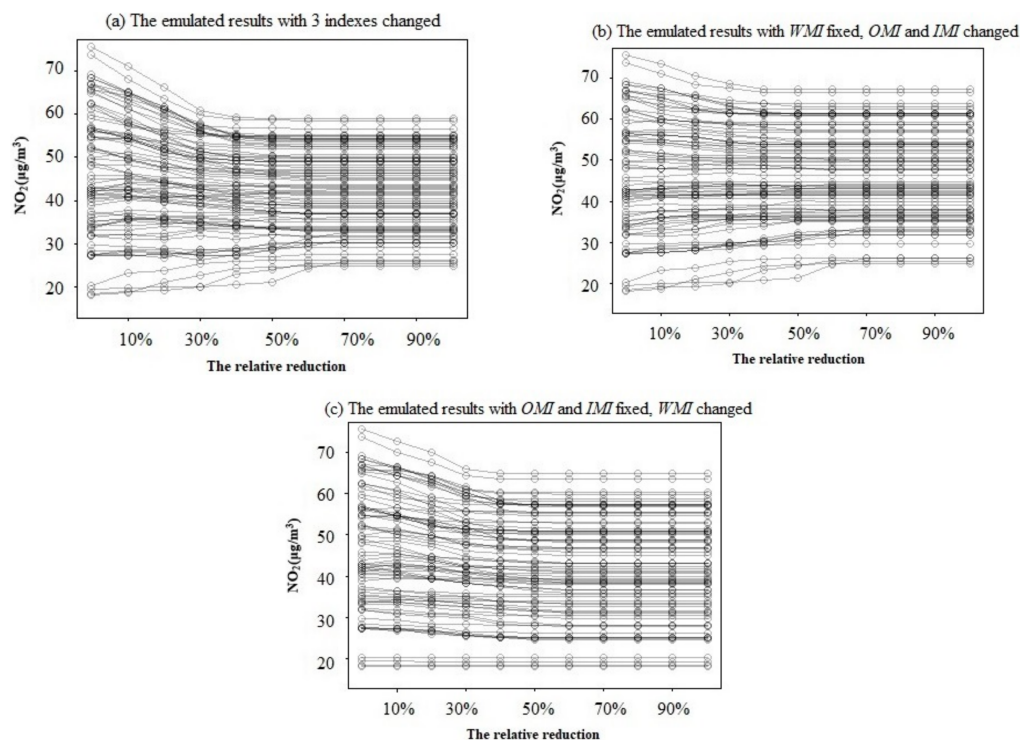 (a) The emulated results with 3 indexes changed
70
60
50
40
30
20
NO₂(μg/m³)
10% 30% 50% 70% 90%
The relative reduction
(b) The emulated results with WMI fixed, OMI and IMI changed
70
60
50
40
30
20
NO₂(μg/m³)
10% 30% 50% 70% 90%
The relative reduction
(c) The emulated results with OMI and IMI fixed, WMI changed
70
60
50
40
30
20
NO₂(μg/m³)
10% 30% 50% 70% 90%
The relative reduction